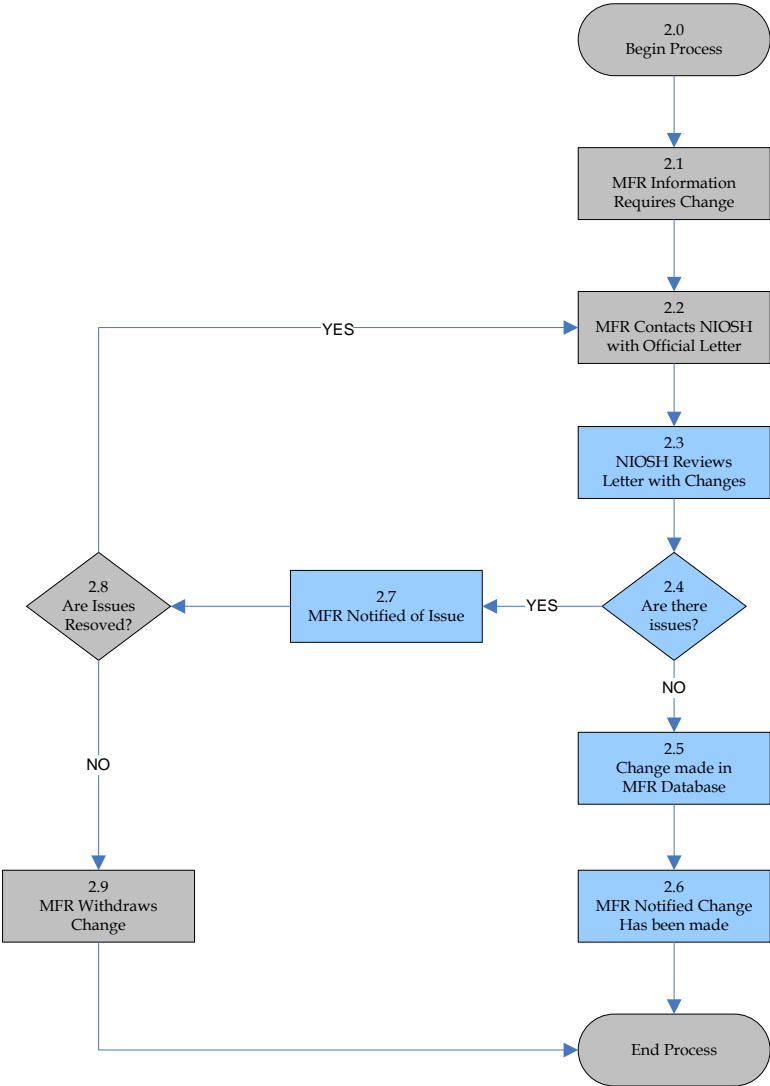 2.0
Begin Process
2.1
MFR Information
Requires Change
2.2
MFR Contacts NIOSH
with Official Letter
YES
2.3
NIOSH Reviews
Letter with Changes
2.4
Are there
issues?
YES
2.7
MFR Notified of Issue
2.8
Are Issues
Resoved?
NO
2.5
Change made in
MFR Database
NO
2.6
MFR Notified Change
Has been made
2.9
MFR Withdraws
Change
End Process